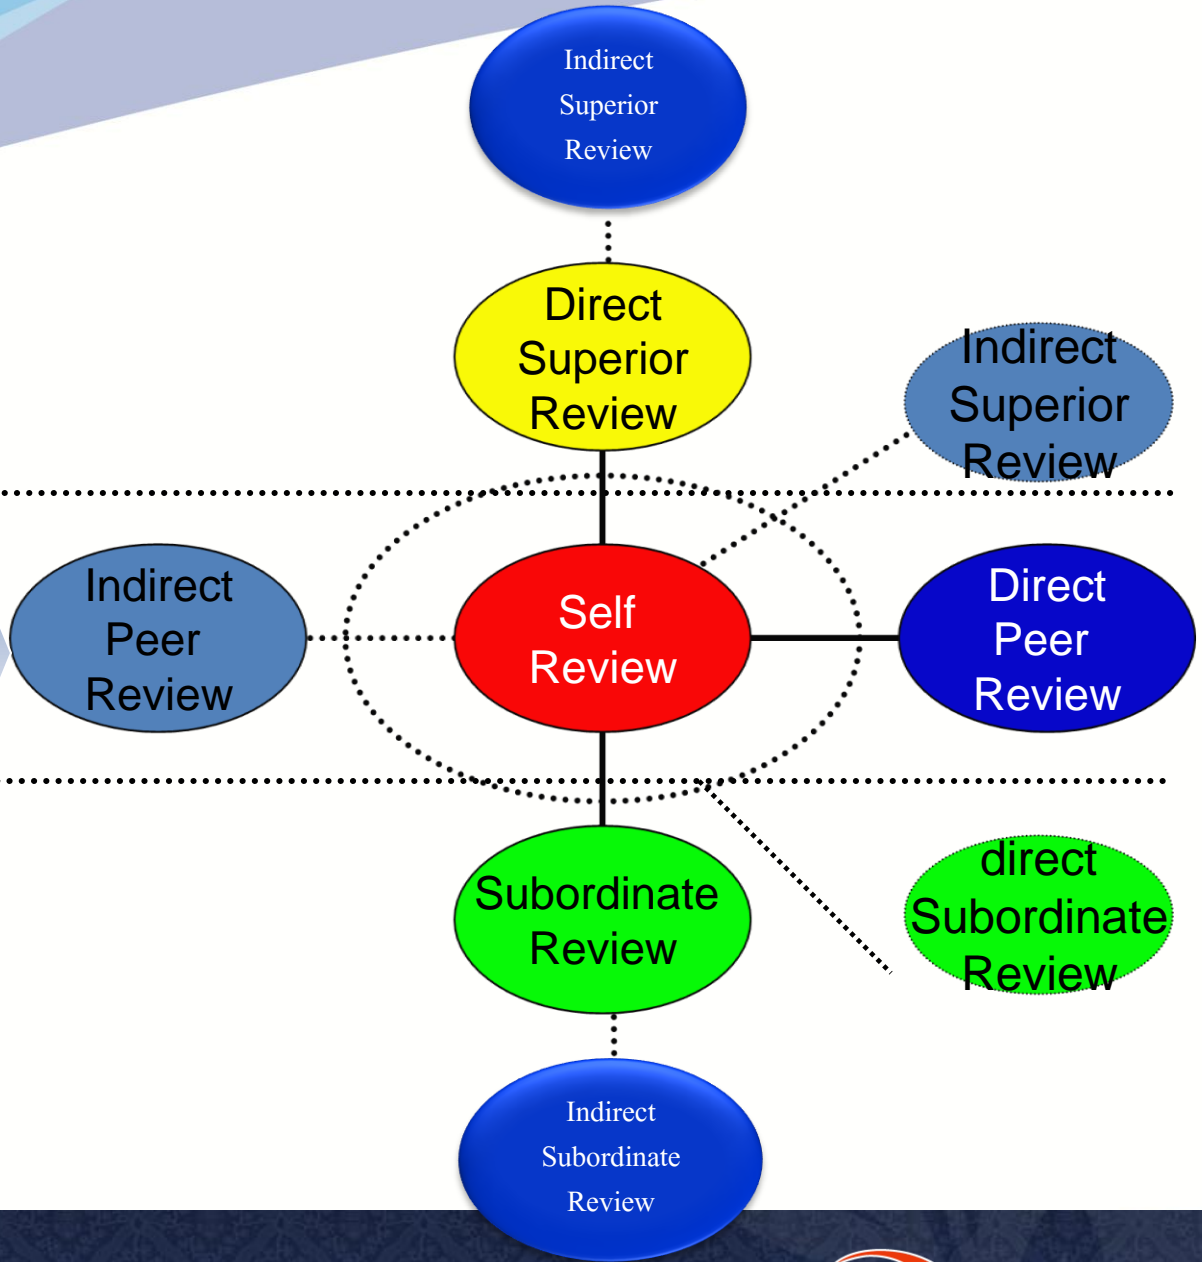 Indirect
Superior
Review
Direct
Superior
Review
Indirect
Superior
Review
Indirect
Peer
Review
Self
Review
Direct
Peer
Review
Subordinate
Review
direct
Subordinate
Review
Indirect
Subordinate
Review